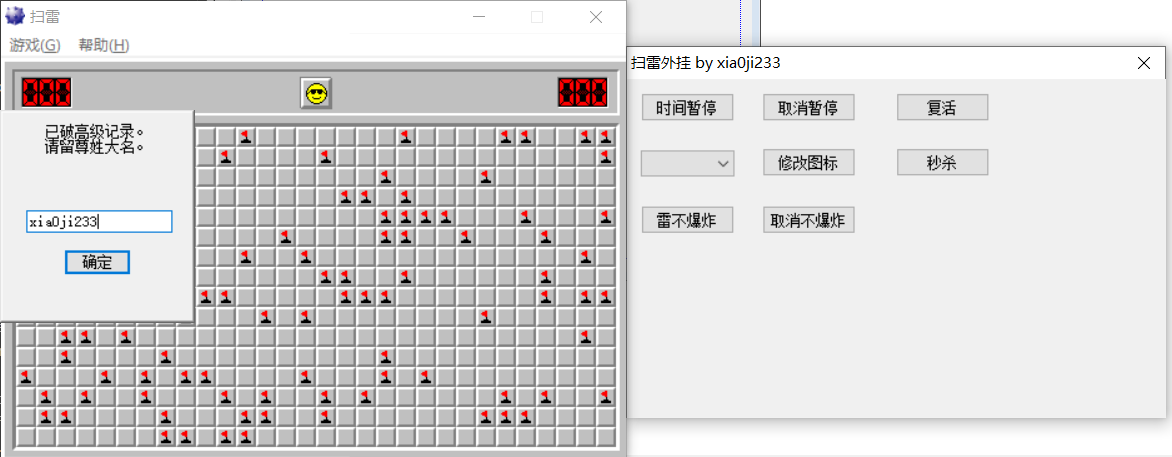 扫雷
游戏(G) 帮助(H)
已破高级记录。
请留尊姓大名。
xia0ji233
确定
扫雷外挂 by xia0ji233
时间暂停 取消暂停 复活
修改图标 秒杀
雷不爆炸 取消不爆炸